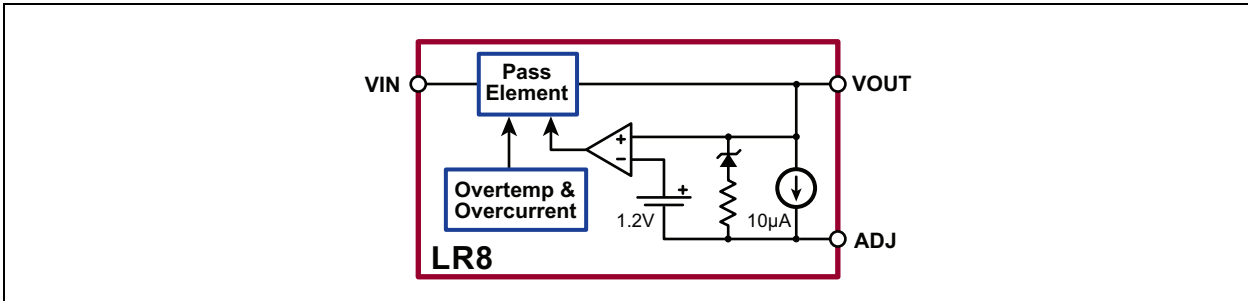 Pass
Element
VIN
VOUT
+
−
Overtemp &
Overcurrent
+
1.2V
10µA
ADJ
LR8